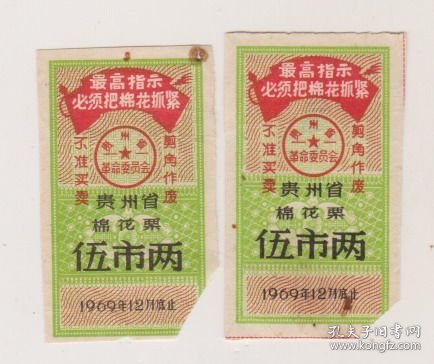 最高指示
必须把棉花抓紧
贵州省
革命委员会
不准买卖
剪角作废
贵州省
棉花票
伍市两
1969年12月底止
最高指示
必须把棉花抓紧
贵州省
革命委员会
不准买卖
剪角作废
贵州省
棉花票
伍市两
1969年12月底止
孔夫子旧书网
kongfz.com